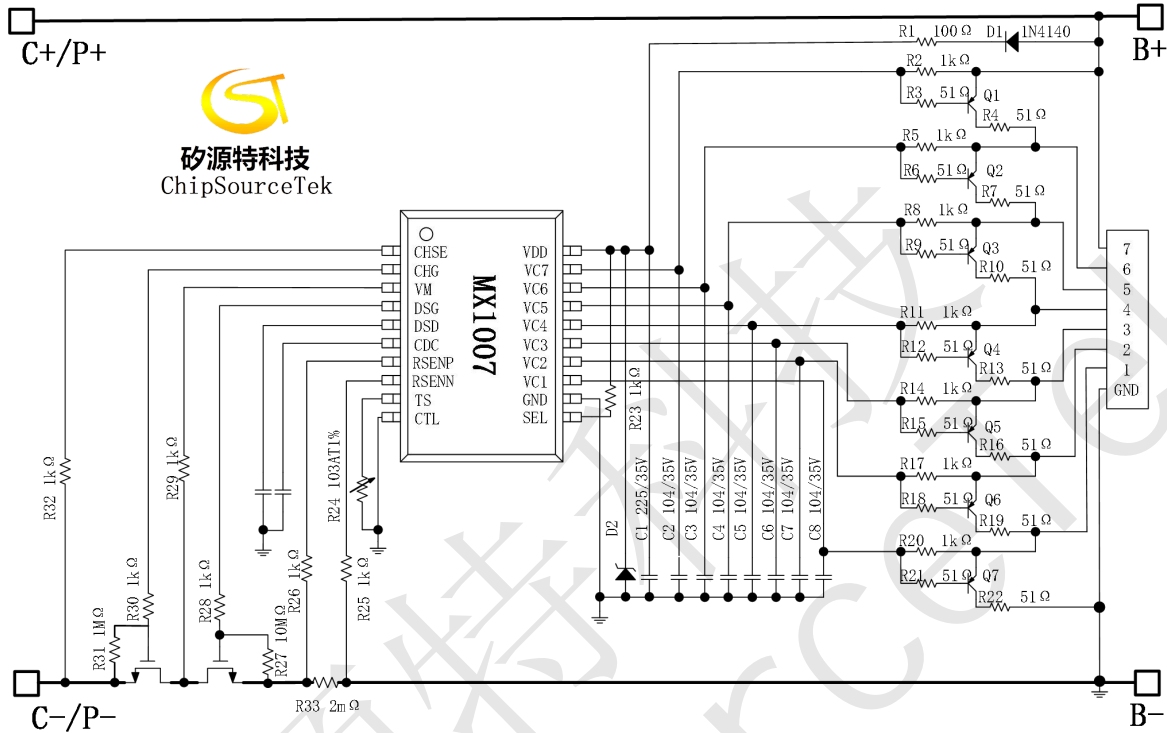 C+/P+
B+
R1 100Ω D1 1N4140
R2 1kΩ
R3 51Ω Q1
R4 51Ω
R5 1kΩ
R6 51Ω Q2
R7 51Ω
R8 1kΩ
R9 51Ω Q3
R10 51Ω
R11 1kΩ
R12 51Ω Q4
R13 51Ω
R14 1kΩ
R15 51Ω Q5
R16 51Ω
R17 1kΩ
R18 51Ω Q6
R19 51Ω
R20 1kΩ
R21 51Ω Q7
R22 51Ω
矽源特科技
ChipSourceTek
MX1007
CHSE
CHG
VM
DSG
DSD
CDC
RSENP
RSENN
TS
CTL
VDD
VC7
VC6
VC5
VC4
VC3
VC2
VC1
GND
SEL
7
6
5
4
3
2
1
GND
R23 1kΩ
R24 103AT1%
R32 1kΩ
R29 1kΩ
R31 1MΩ
R30 1kΩ
R28 1kΩ
R27 10MΩ
R26 1kΩ
R25 1kΩ
D2
C1 225/35V
C2 104/35V
C3 104/35V
C4 104/35V
C5 104/35V
C6 104/35V
C7 104/35V
C8 104/35V
R33 2mΩ
C-/P-
B-